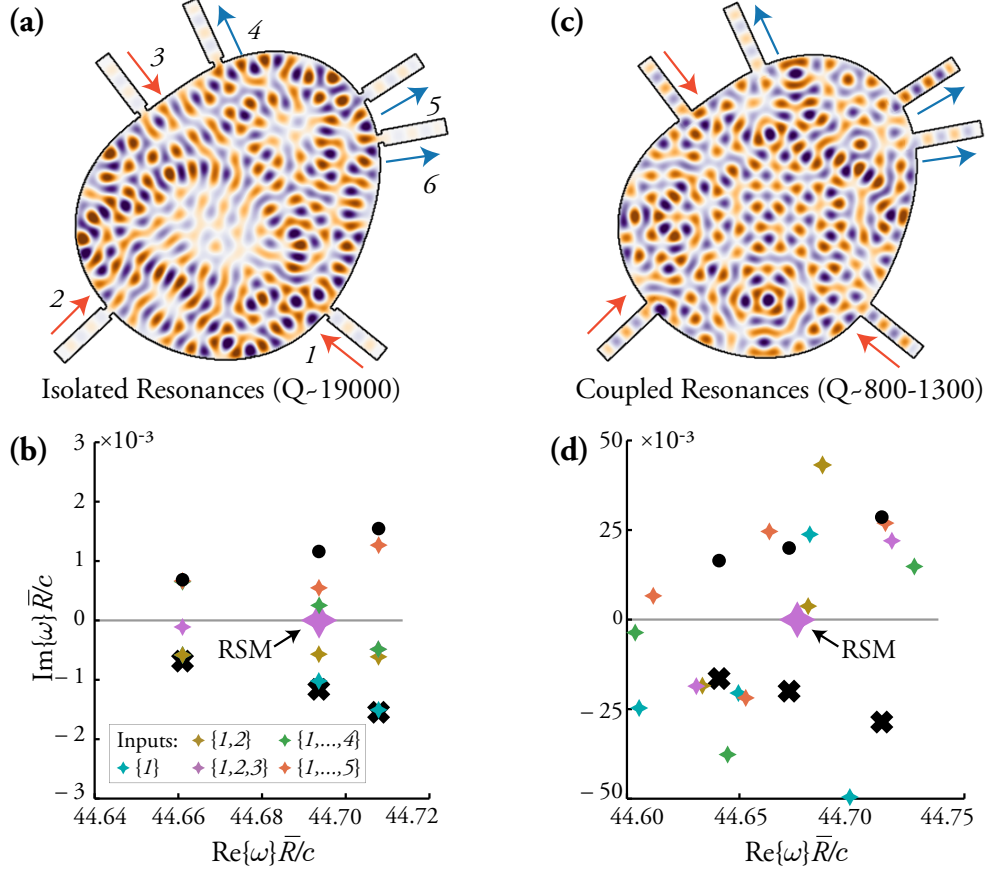 (a)
3
4
5
6
2
1
Isolated Resonances (Q~19000)
(c)
Coupled Resonances (Q~800-1300)
(b)
×10⁻³
3
2
1
0
−1
−2
−3
Im{ω}R̅/c
RSM
Inputs:
{1,2}
{1,...,4}
{1}
{1,2,3}
{1,...,5}
44.64
44.66
44.68
44.70
44.72
Re{ω}R̅/c
(d)
×10⁻³
50
25
0
−25
−50
RSM
44.60
44.65
44.70
44.75
Re{ω}R̅/c